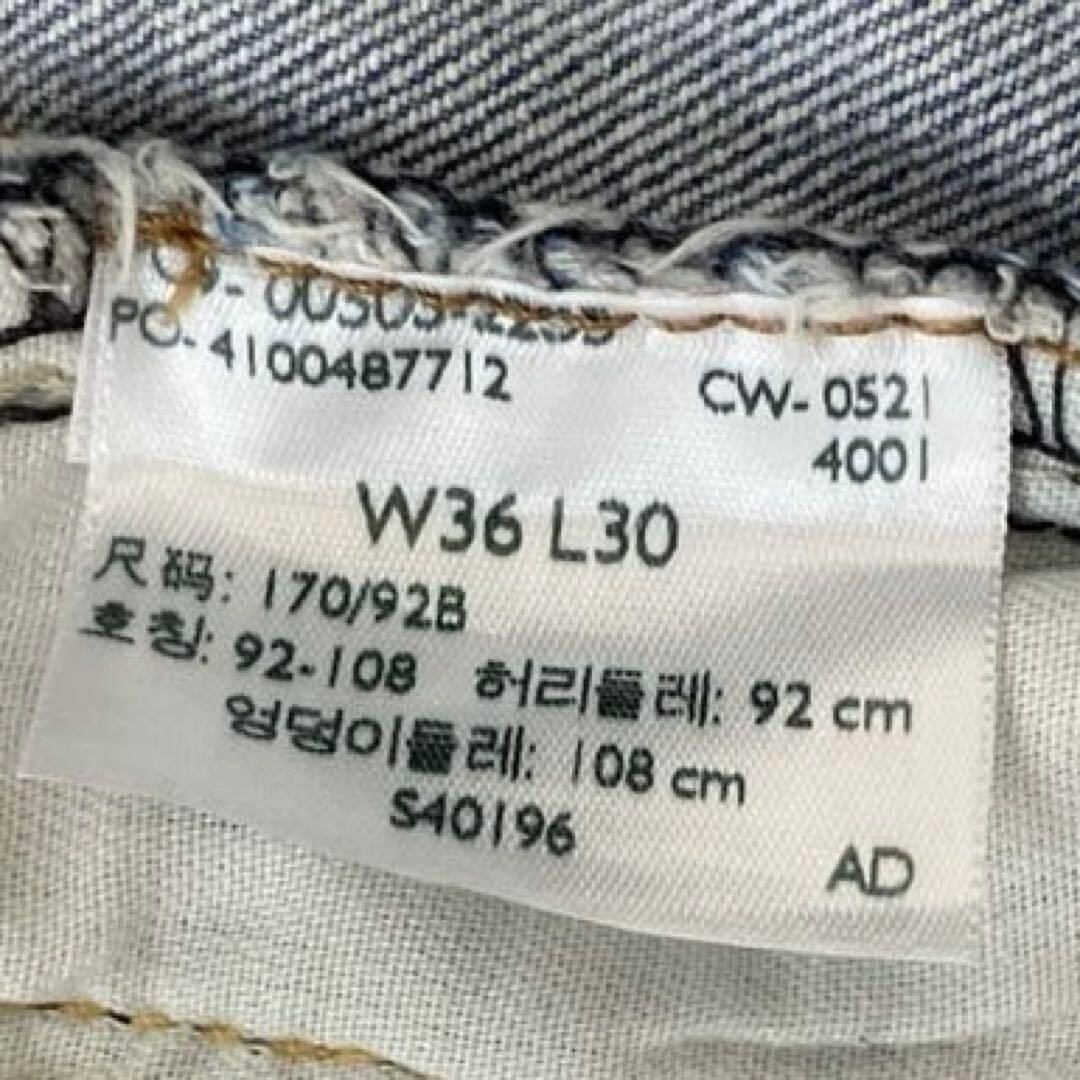 PO-4100487712 CW-0521
4001
W36 L30
尺码: 170/92B
호칭: 92-108 허리둘레: 92 cm
엉덩이둘레: 108 cm
S40196
AD